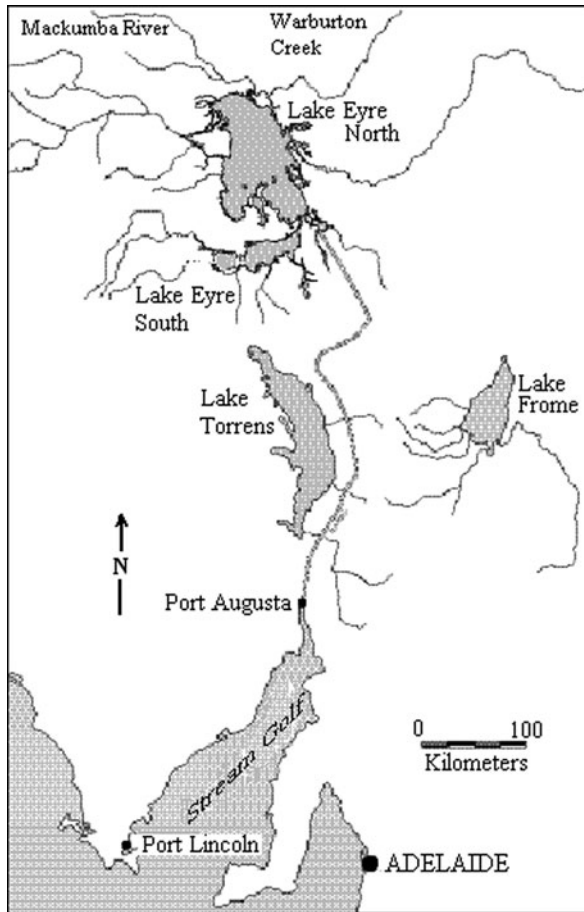 Mackumba River
Warburton
Creek
Lake Eyre
North
Lake Eyre
South
Lake
Torrens
Lake
Frome
N
Port Augusta
Stream Golf
0 100
Kilometers
Port Lincoln
ADELAIDE